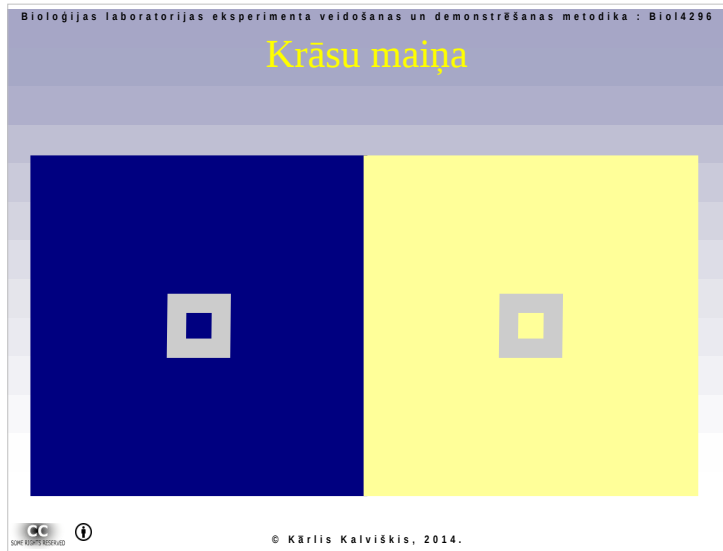 Bioloģijas laboratorijas eksperimenta veidošanas un demonstrēšanas metodika : Biol4296
Krāsu maiņa
CC
SOME RIGHTS RESERVED
© Kārlis Kalviškis, 2014.